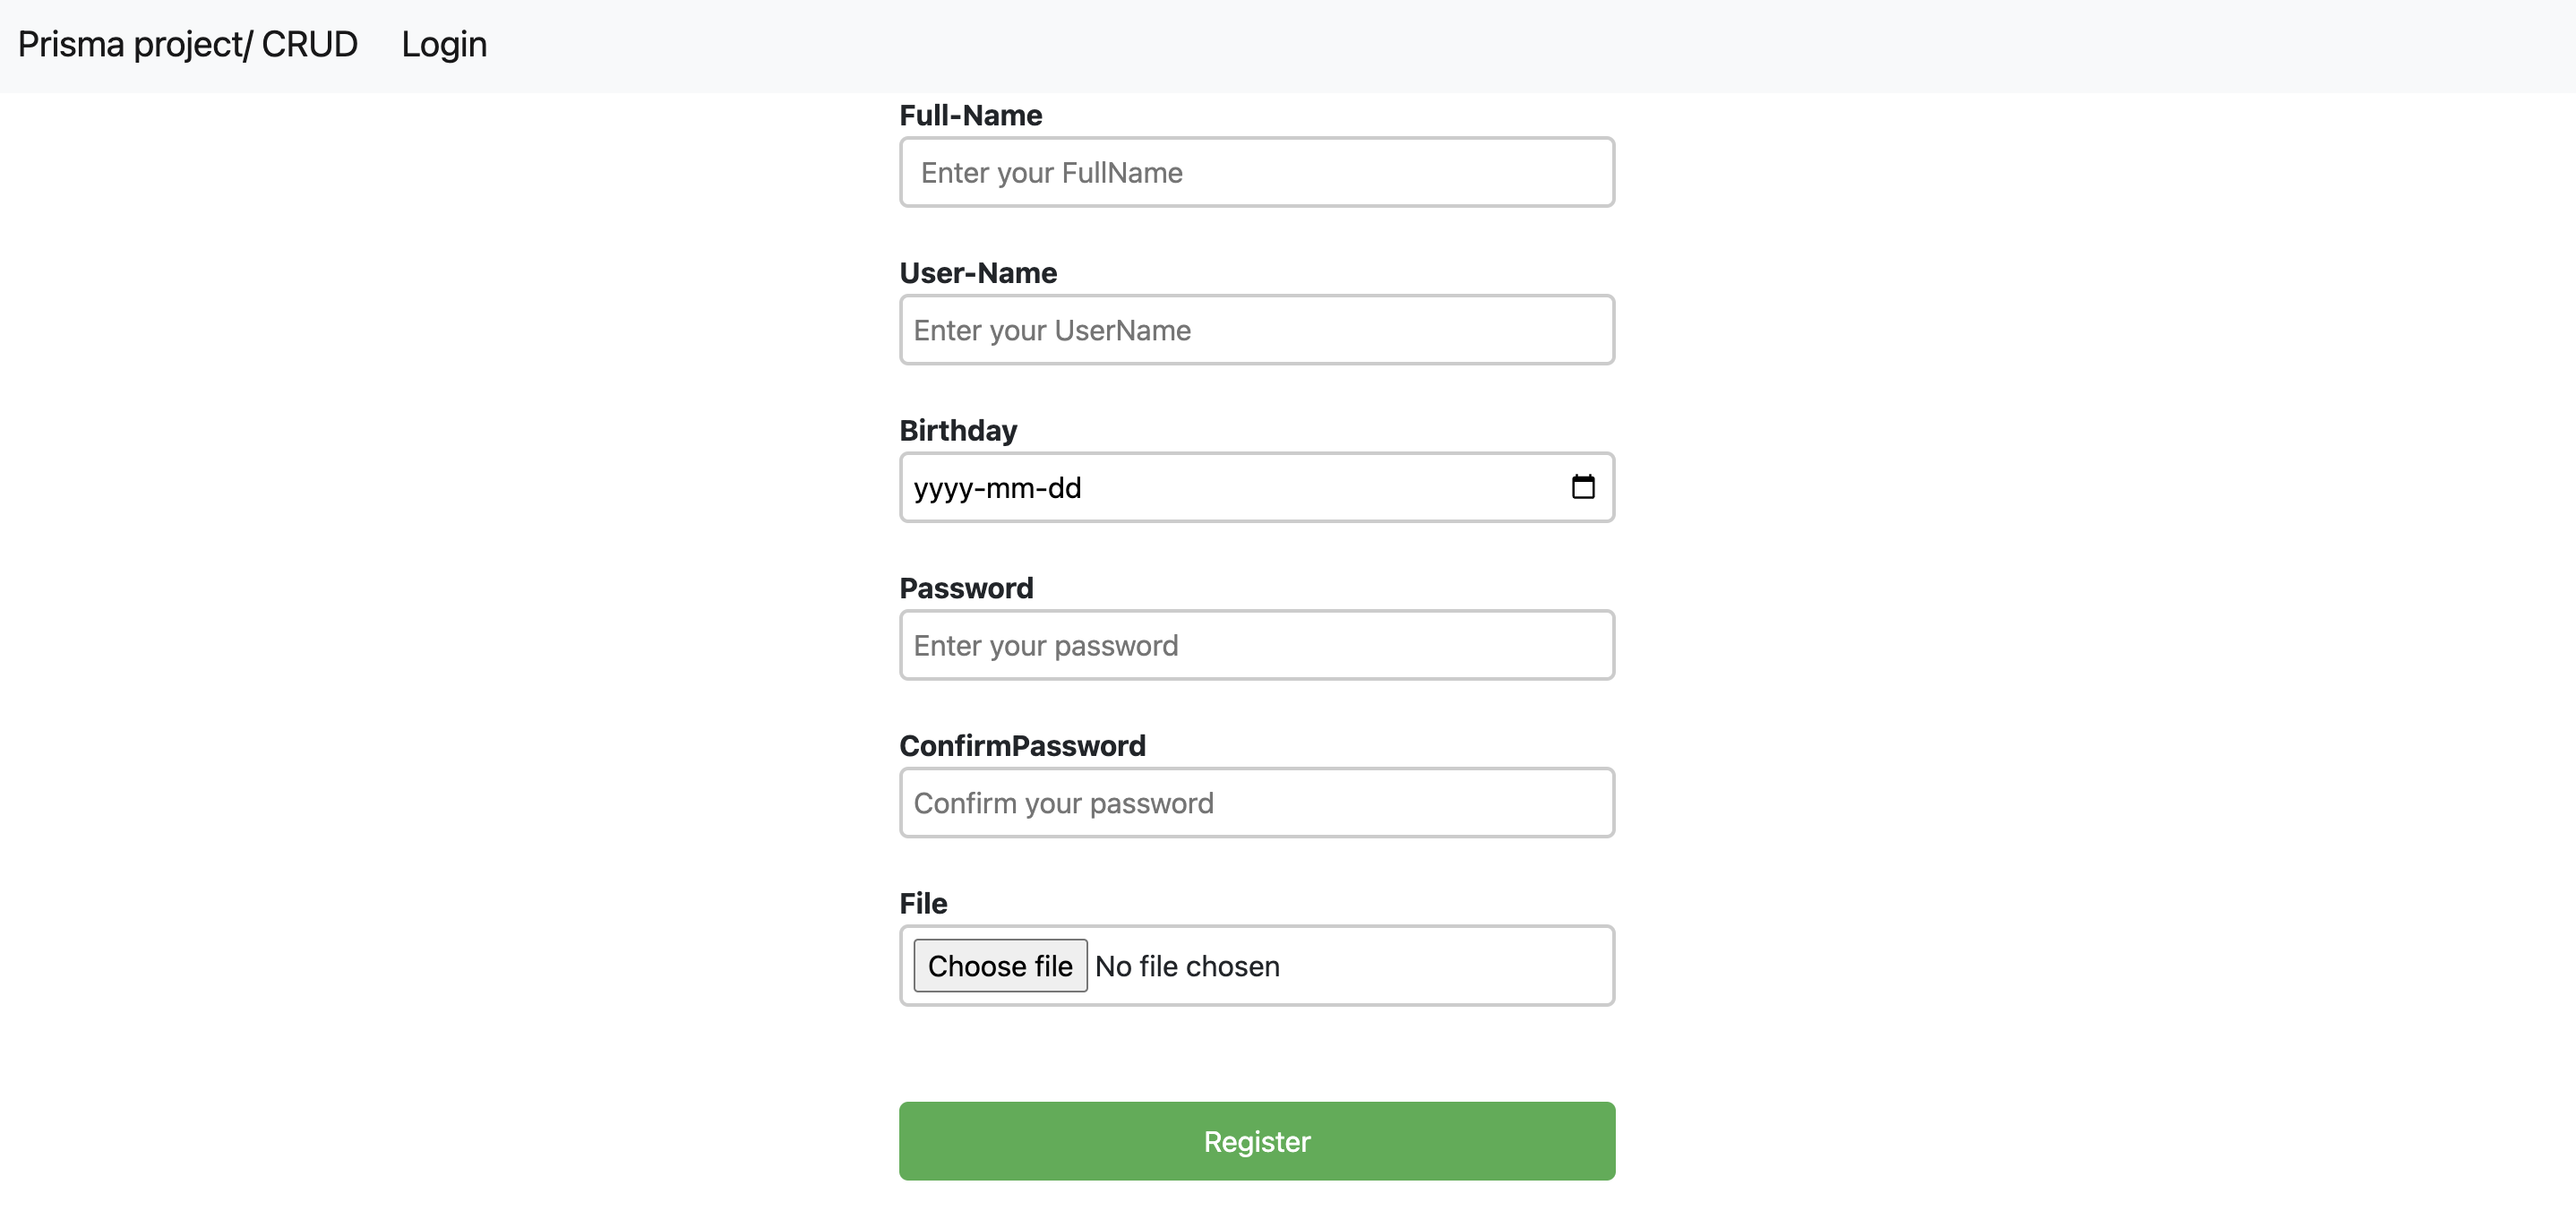 Prisma project/ CRUD Login
Full-Name
Enter your FullName
User-Name
Enter your UserName
Birthday
yyyy-mm-dd
Password
Enter your password
ConfirmPassword
Confirm your password
File
Choose file No file chosen
Register